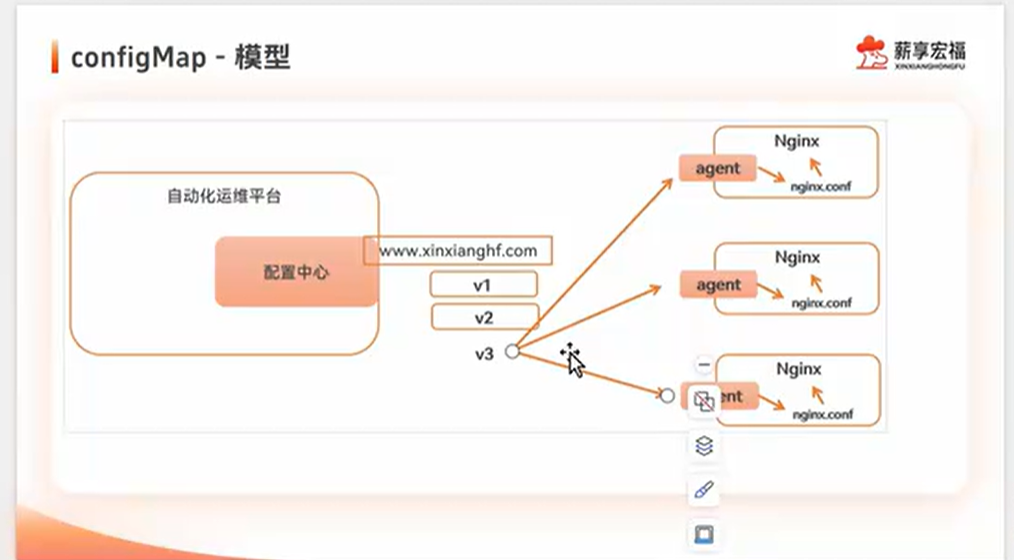 configMap - 模型
薪享宏福
XINXIANGHONGFU
自动化运维平台
配置中心
www.xinxianghf.com
v1
v2
v3
Nginx
agent
nginx.conf
Nginx
agent
nginx.conf
Nginx
ent
nginx.conf